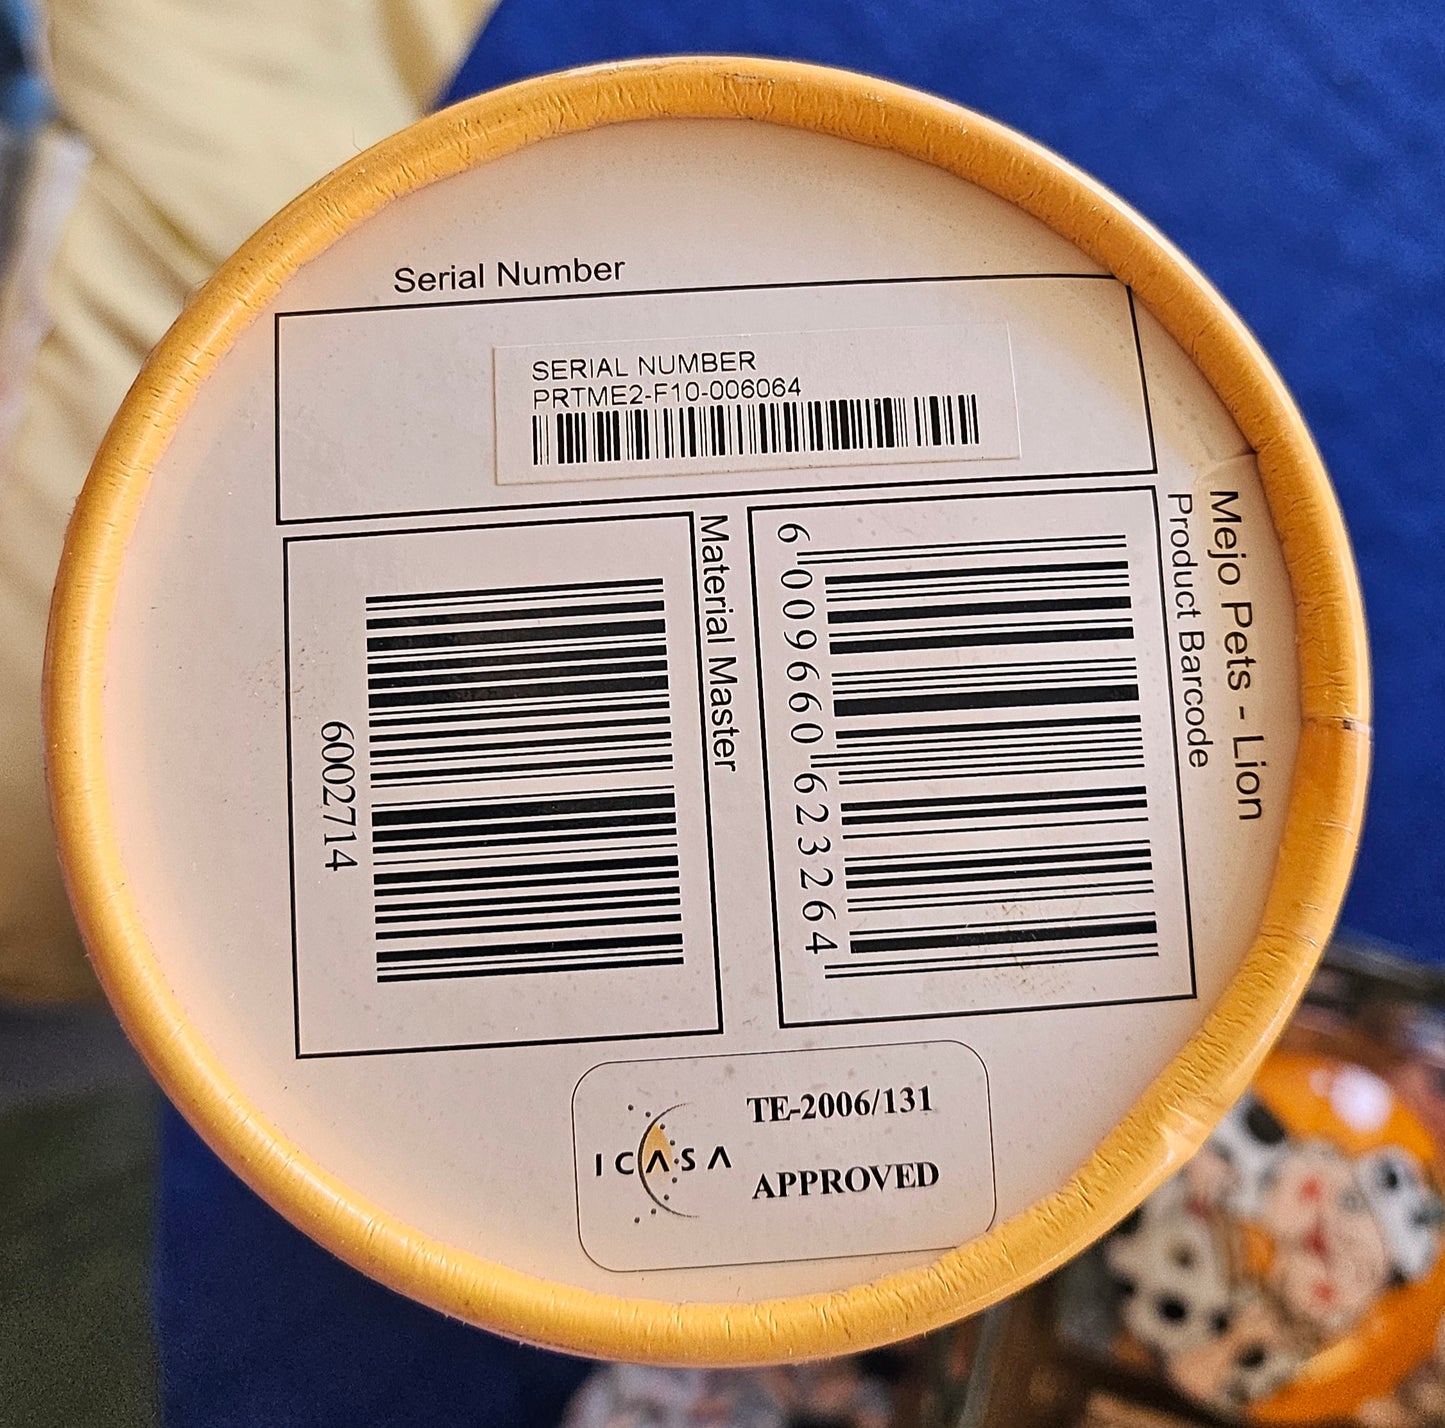 Serial Number
SERIAL NUMBER
PRTME2-F10-006064
Mejo Pets - Lion
Product Barcode
6 009660 623264
Material Master
6002714
ICASA
TE-2006/131
APPROVED